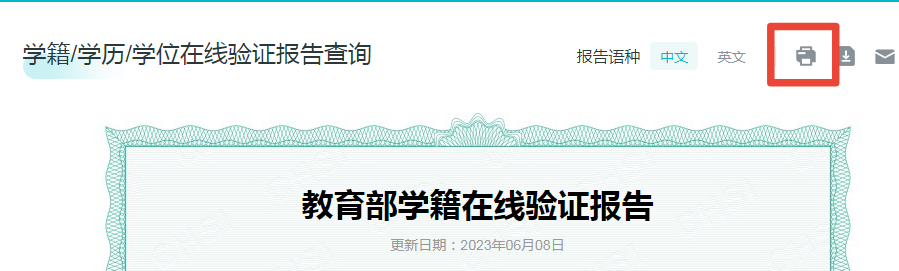 学籍/学历/学位在线验证报告查询
报告语种 中文 英文
教育部学籍在线验证报告
更新日期：2023年06月08日